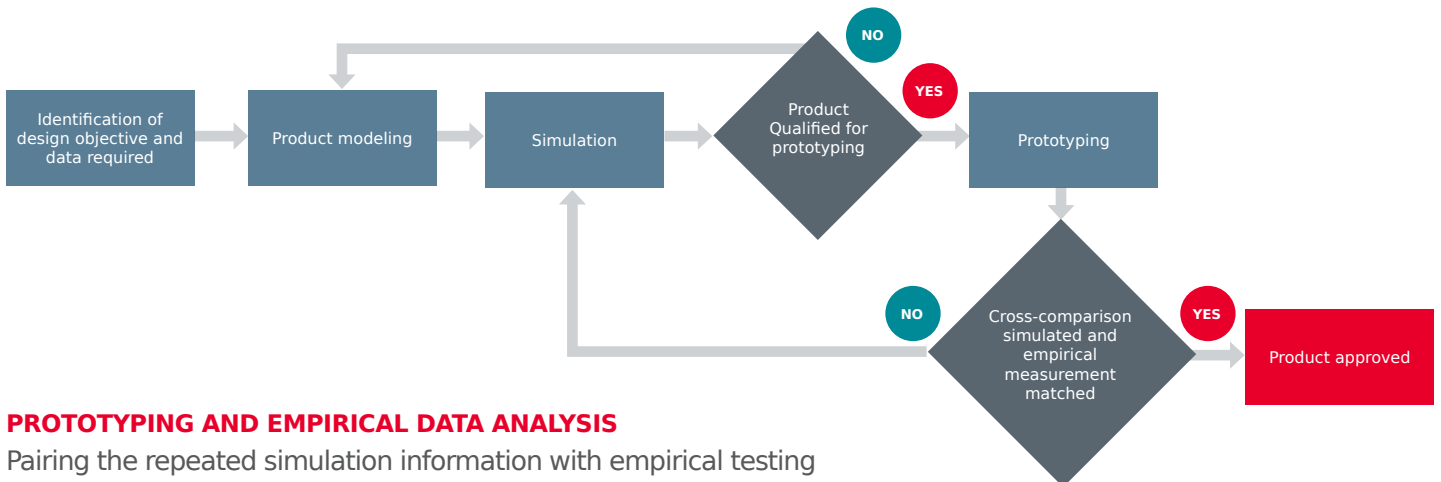 NO
YES
Identification of
design objective and
data required
Product modeling
Simulation
Product
Qualified for
prototyping
Prototyping
NO
YES
Cross-comparison
simulated and
empirical
measurement
matched
Product approved
PROTOTYPING AND EMPIRICAL DATA ANALYSIS
Pairing the repeated simulation information with empirical testing